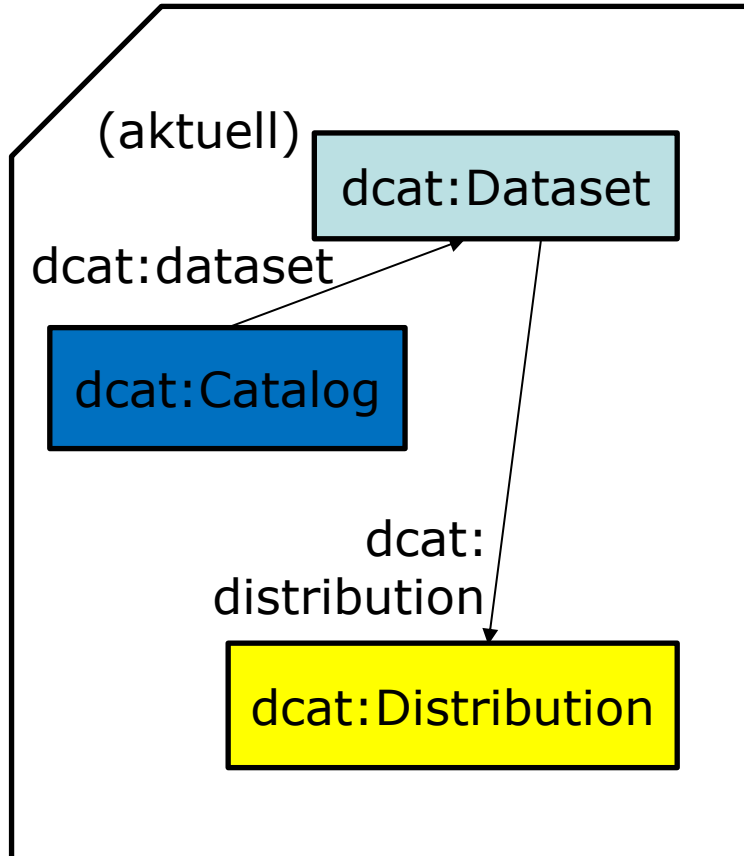 (aktuell)
dcat:Dataset
dcat:dataset
dcat:Catalog
dcat:
distribution
dcat:Distribution